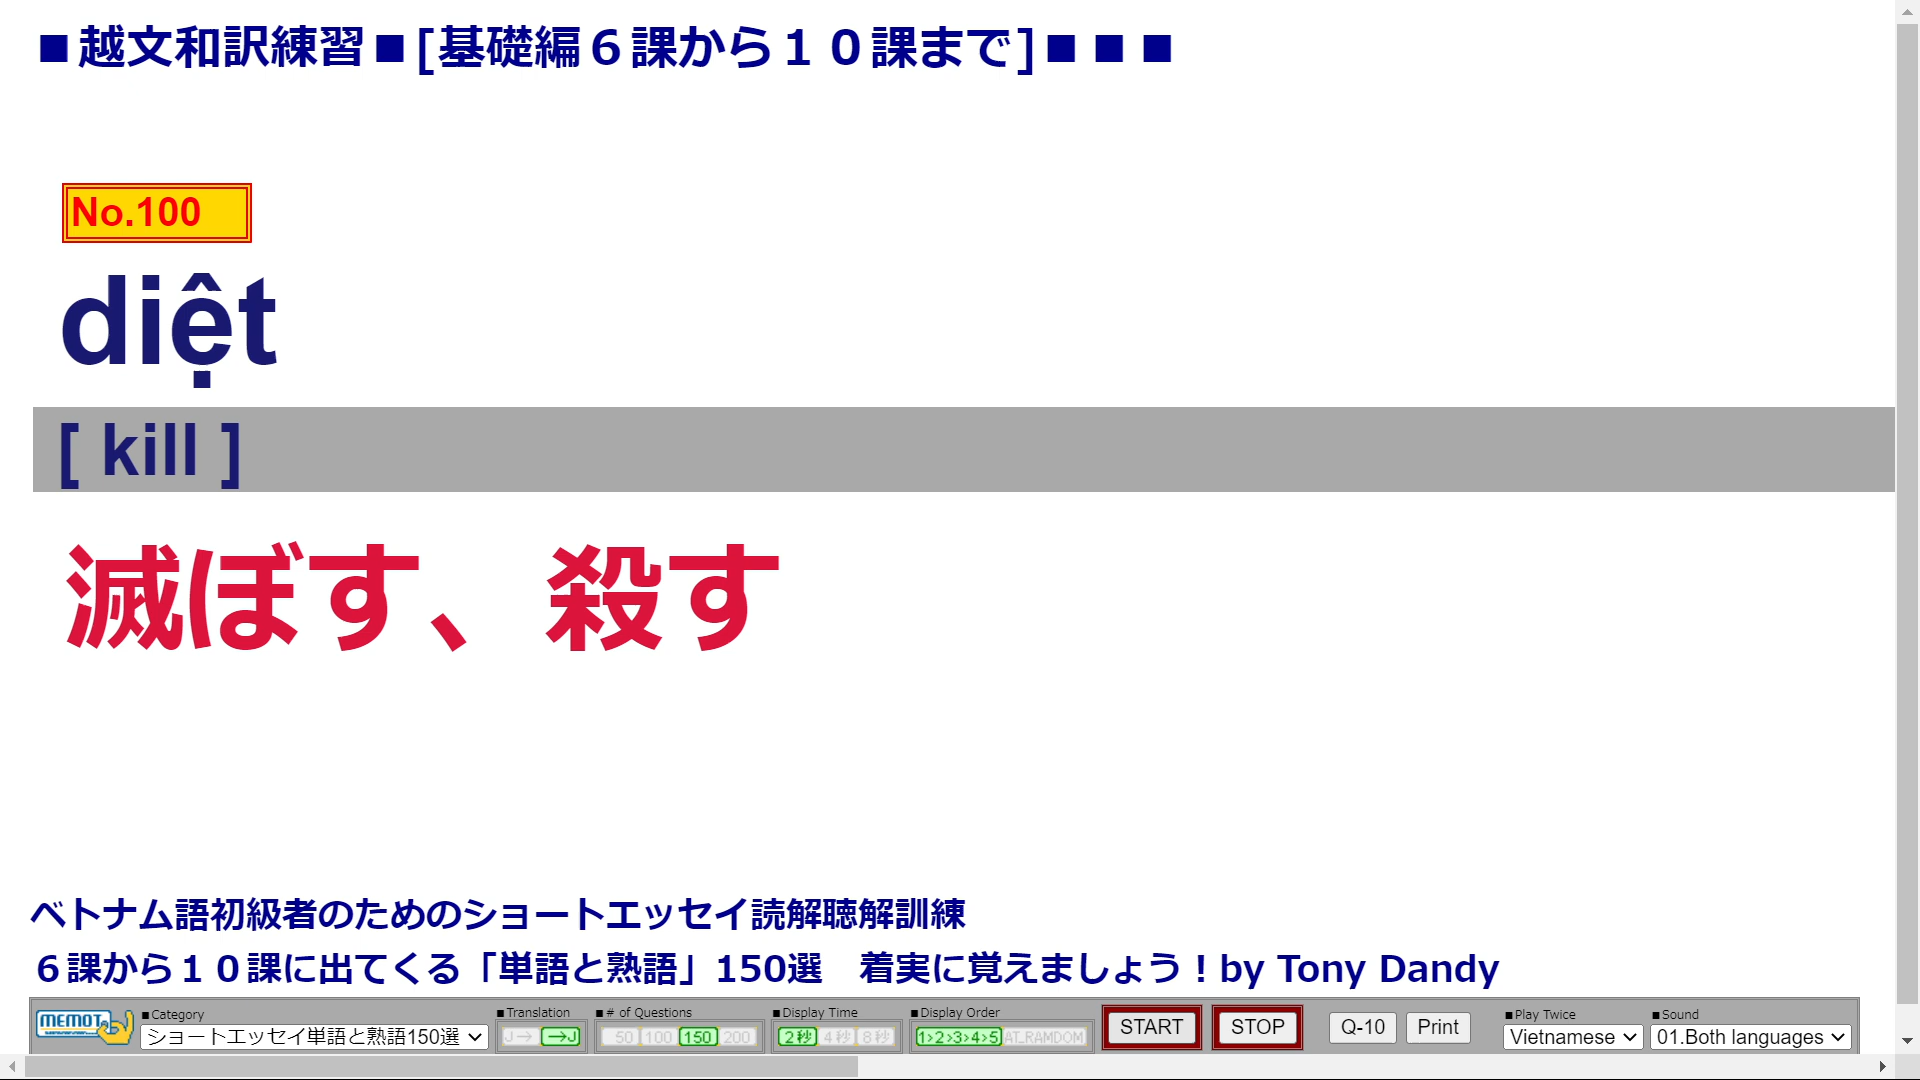 ■越文和訳練習■[基礎編６課から１０課まで]■ ■ ■
No.100
diệt
[ kill ]
滅ぼす、殺す
ベトナム語初級者のためのショートエッセイ読解聴解訓練
６課から１０課に出てくる「単語と熟語」150選　着実に覚えましょう！by Tony Dandy
MEMOT
■Category
ショートエッセイ単語と熟語150選
■Translation
J→ →J
■# of Questions
50 100 150 200
■Display Time
2秒 4秒 8秒
■Display Order
1>2>3>4>5 AT_RAMDOM
START
STOP
Q-10
Print
■Play Twice
Vietnamese
■Sound
01.Both languages